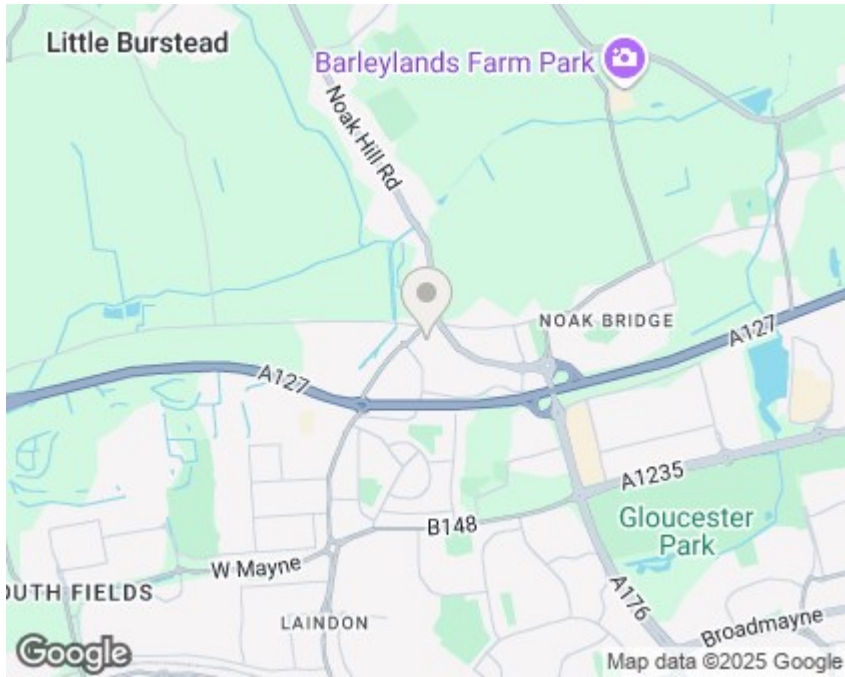 Little Burstead
Barleylands Farm Park
Noak Hill Rd
NOAK BRIDGE
A127
A127
A1235
B148
Gloucester
Park
W Mayne
OUTH FIELDS
A176
LAINDON
Broadmayne
Google
Map data ©2025 Google